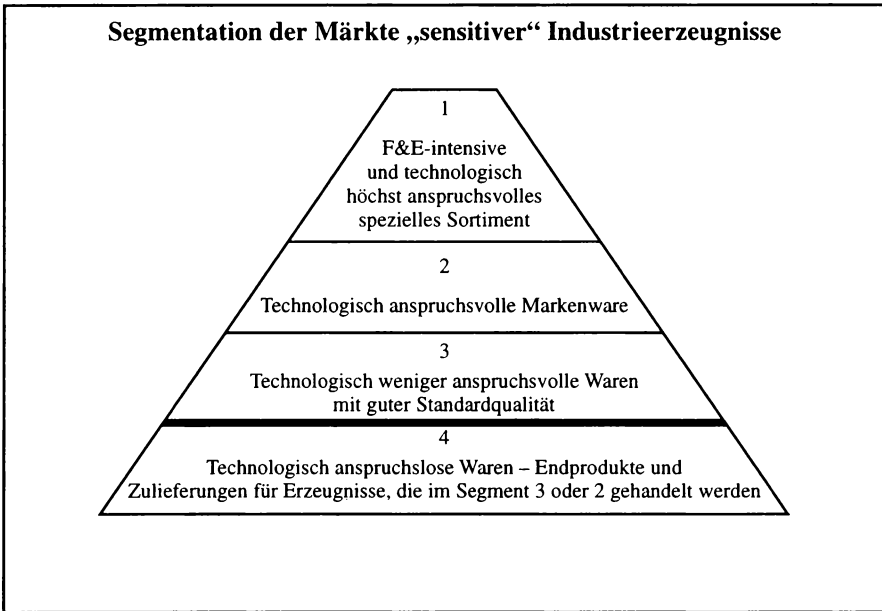 Segmentation der Märkte „sensitiver“ Industrieerzeugnisse
1
F&E-intensive
und technologisch
höchst anspruchsvolles
spezielles Sortiment
2
Technologisch anspruchsvolle Markenware
3
Technologisch weniger anspruchsvolle Waren
mit guter Standardqualität
4
Technologisch anspruchslose Waren – Endprodukte und
Zulieferungen für Erzeugnisse, die im Segment 3 oder 2 gehandelt werden